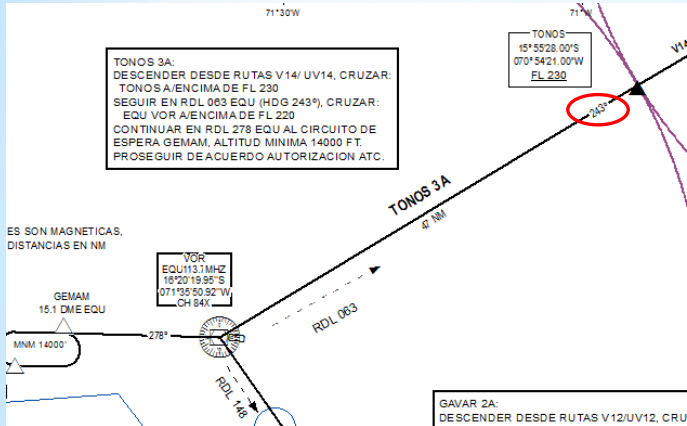 71°30'W
71°W
TONOS
15°55'28.00"S
070°54'21.00"W
FL 230
V14
TONOS 3A:
DESCENDER DESDE RUTAS V14/ UV14, CRUZAR:
TONOS A/ENCIMA DE FL 230
SEGUIR EN RDL 063 EQU (HDG 243º), CRUZAR:
EQU VOR A/ENCIMA DE FL 220
CONTINUAR EN RDL 278 EQU AL CIRCUITO DE
ESPERA GEMAM, ALTITUD MINIMA 14000 FT.
PROSEGUIR DE ACUERDO AUTORIZACION ATC.
243°
TONOS 3A
47 NM
ES SON MAGNETICAS,
DISTANCIAS EN NM
VOR
EQU113.7MHZ
16°20'19.95"S
071°35'50.92"W
CH 84X
GEMAM
15.1 DME EQU
MNM 14000'
278°
RDL 063
RDL 148
GAVAR 2A:
DESCENDER DESDE RUTAS V12/UV12, CRU